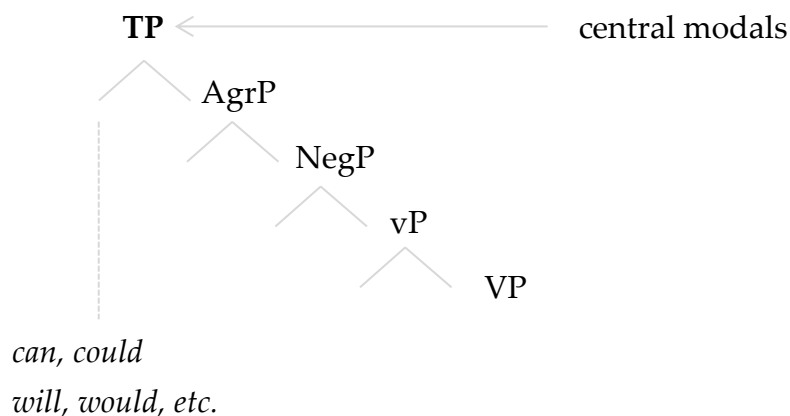 TP central modals
AgrP
NegP
vP
VP
can, could
will, would, etc.